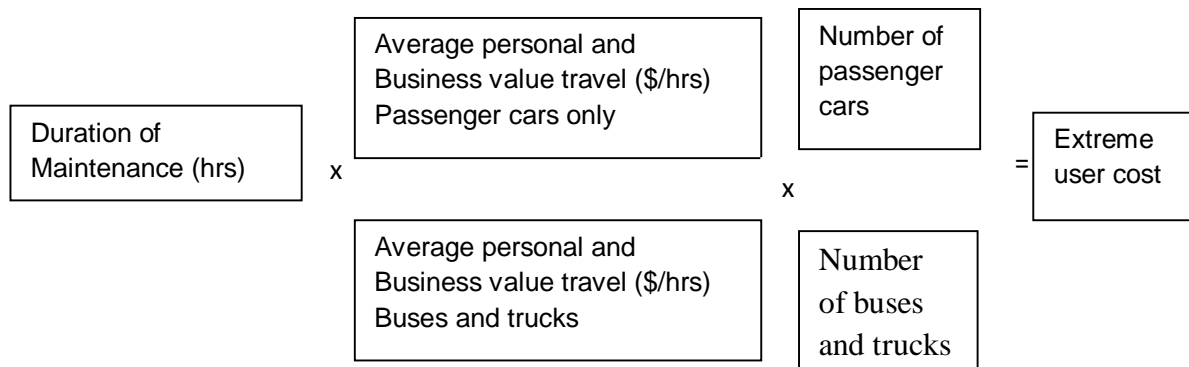 Duration of
Maintenance (hrs)
x
Average personal and
Business value travel ($/hrs)
Passenger cars only
Average personal and
Business value travel ($/hrs)
Buses and trucks
x
Number of
passenger
cars
Number
of buses
and trucks
=
Extreme
user cost